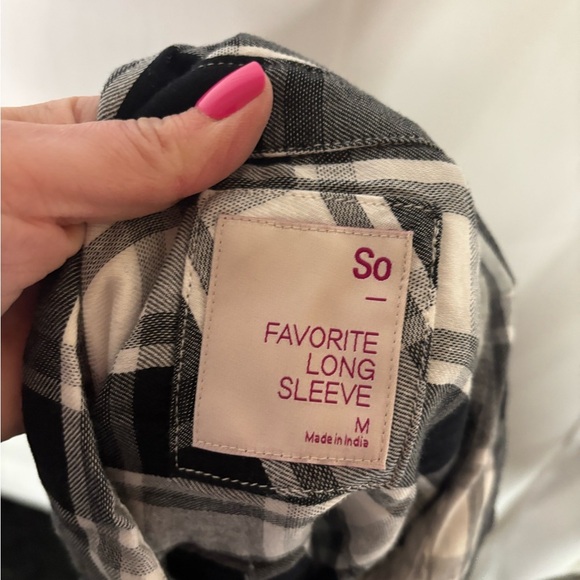 So
FAVORITE
LONG
SLEEVE
M
Made in India